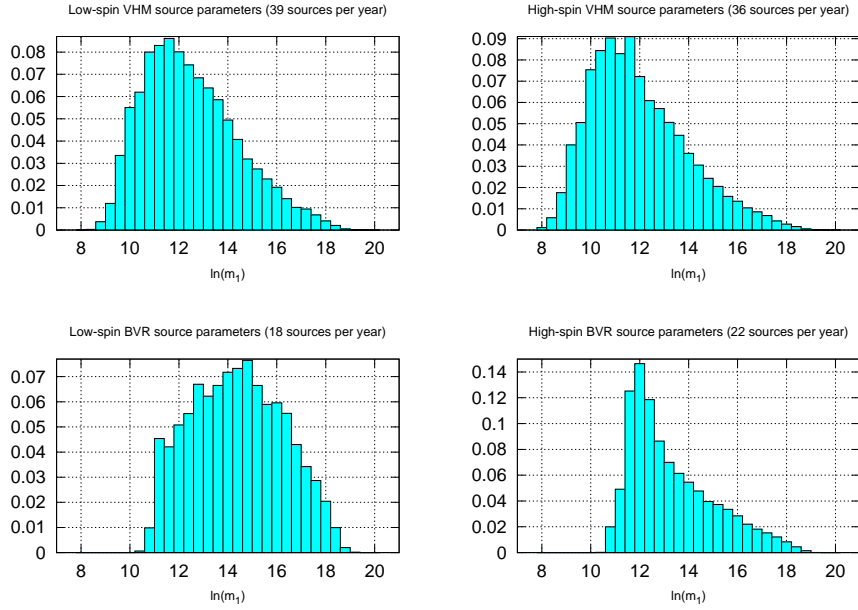 Low-spin VHM source parameters (39 sources per year)
0.08
0.07
0.06
0.05
0.04
0.03
0.02
0.01
0
8 10 12 14 16 18 20
ln(m1)
High-spin VHM source parameters (36 sources per year)
0.09
0.08
0.07
0.06
0.05
0.04
0.03
0.02
0.01
0
8 10 12 14 16 18 20
ln(m1)
Low-spin BVR source parameters (18 sources per year)
0.07
0.06
0.05
0.04
0.03
0.02
0.01
0
8 10 12 14 16 18 20
ln(m1)
High-spin BVR source parameters (22 sources per year)
0.14
0.12
0.1
0.08
0.06
0.04
0.02
0
8 10 12 14 16 18 20
ln(m1)